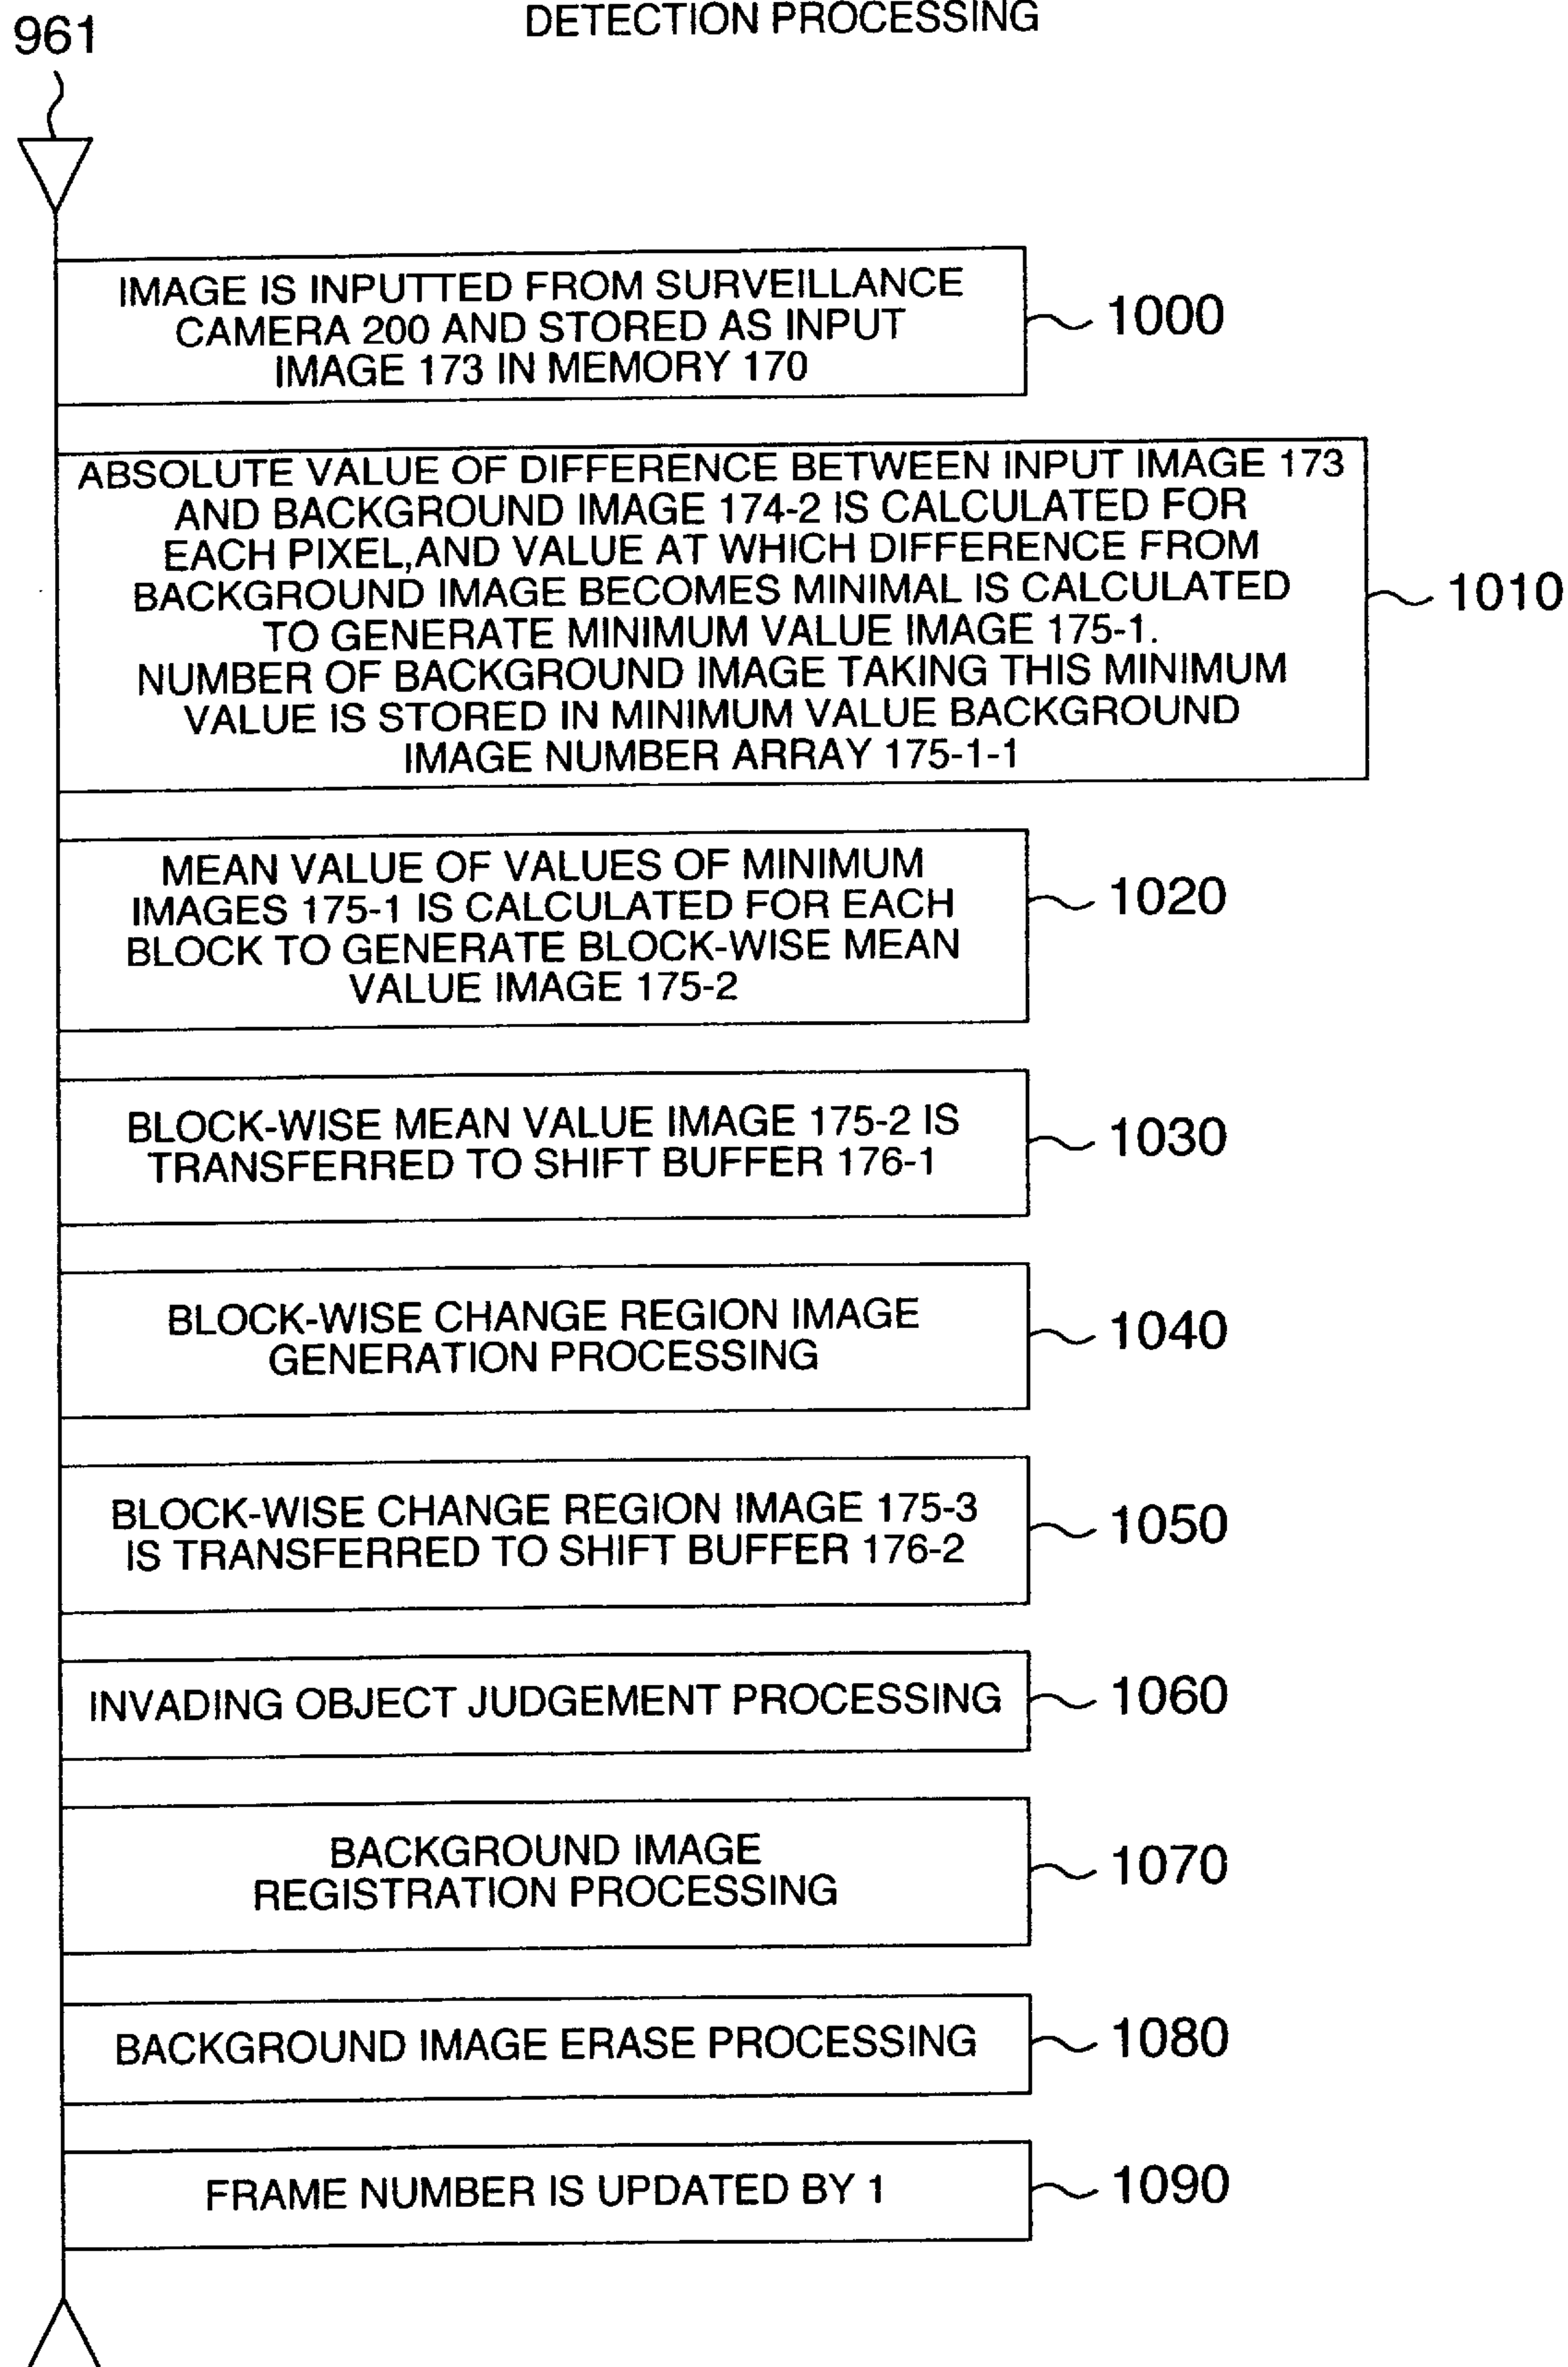 DETECTION PROCESSING
961
IMAGE IS INPUTTED FROM SURVEILLANCE
CAMERA 200 AND STORED AS INPUT
IMAGE 173 IN MEMORY 170
1000
ABSOLUTE VALUE OF DIFFERENCE BETWEEN INPUT IMAGE 173
AND BACKGROUND IMAGE 174-2 IS CALCULATED FOR
EACH PIXEL,AND VALUE AT WHICH DIFFERENCE FROM
BACKGROUND IMAGE BECOMES MINIMAL IS CALCULATED
TO GENERATE MINIMUM VALUE IMAGE 175-1.
NUMBER OF BACKGROUND IMAGE TAKING THIS MINIMUM
VALUE IS STORED IN MINIMUM VALUE BACKGROUND
IMAGE NUMBER ARRAY 175-1-1
1010
MEAN VALUE OF VALUES OF MINIMUM
IMAGES 175-1 IS CALCULATED FOR EACH
BLOCK TO GENERATE BLOCK-WISE MEAN
VALUE IMAGE 175-2
1020
BLOCK-WISE MEAN VALUE IMAGE 175-2 IS
TRANSFERRED TO SHIFT BUFFER 176-1
1030
BLOCK-WISE CHANGE REGION IMAGE
GENERATION PROCESSING
1040
BLOCK-WISE CHANGE REGION IMAGE 175-3
IS TRANSFERRED TO SHIFT BUFFER 176-2
1050
INVADING OBJECT JUDGEMENT PROCESSING
1060
BACKGROUND IMAGE
REGISTRATION PROCESSING
1070
BACKGROUND IMAGE ERASE PROCESSING
1080
FRAME NUMBER IS UPDATED BY 1
1090